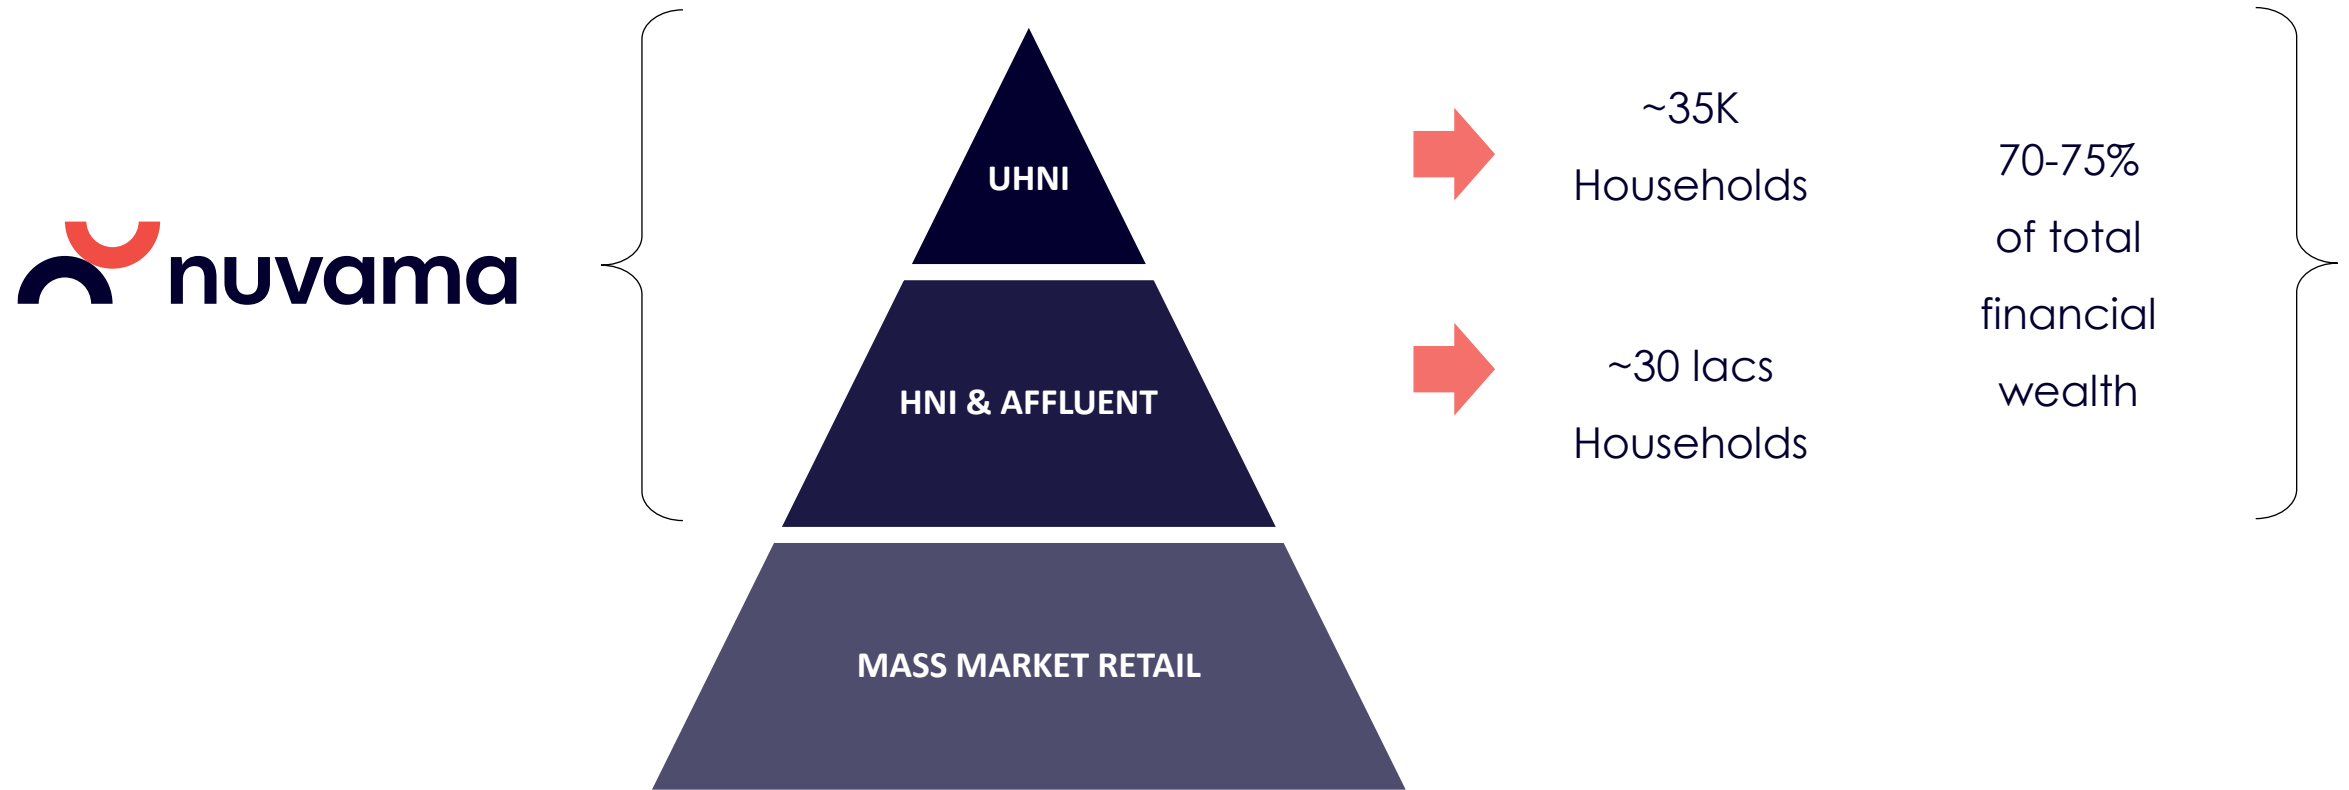 nuvama
UHNI
HNI & AFFLUENT
MASS MARKET RETAIL
~35K
Households
~30 lacs
Households
70-75%
of total
financial
wealth